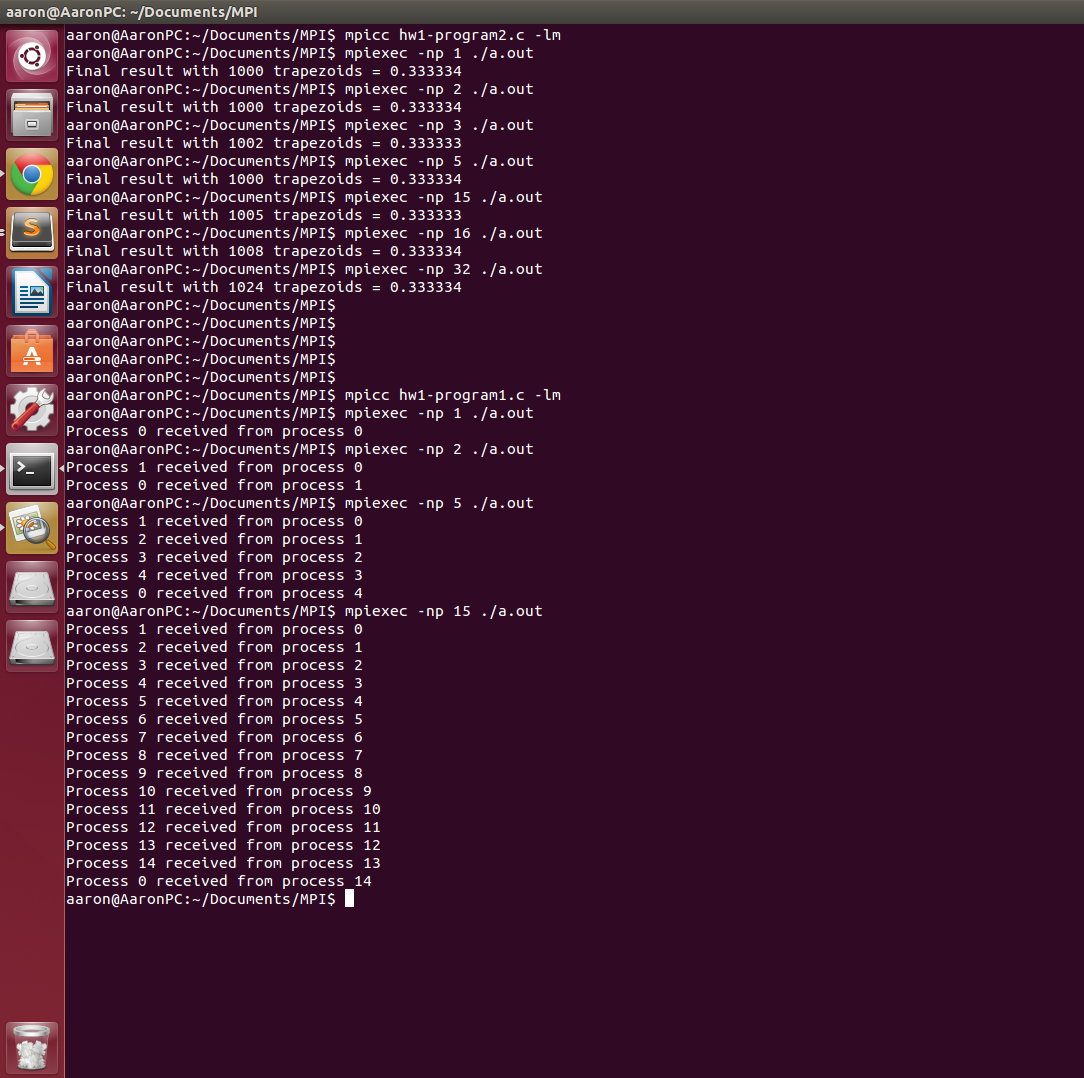 aaron@AaronPC: ~/Documents/MPI
aaron@AaronPC:~/Documents/MPI$ mpicc hw1-program2.c -lm
aaron@AaronPC:~/Documents/MPI$ mpiexec -np 1 ./a.out
Final result with 1000 trapezoids = 0.333334
aaron@AaronPC:~/Documents/MPI$ mpiexec -np 2 ./a.out
Final result with 1000 trapezoids = 0.333334
aaron@AaronPC:~/Documents/MPI$ mpiexec -np 3 ./a.out
Final result with 1002 trapezoids = 0.333333
aaron@AaronPC:~/Documents/MPI$ mpiexec -np 5 ./a.out
Final result with 1000 trapezoids = 0.333334
aaron@AaronPC:~/Documents/MPI$ mpiexec -np 15 ./a.out
Final result with 1005 trapezoids = 0.333333
aaron@AaronPC:~/Documents/MPI$ mpiexec -np 16 ./a.out
Final result with 1008 trapezoids = 0.333334
aaron@AaronPC:~/Documents/MPI$ mpiexec -np 32 ./a.out
Final result with 1024 trapezoids = 0.333334
aaron@AaronPC:~/Documents/MPI$
aaron@AaronPC:~/Documents/MPI$
aaron@AaronPC:~/Documents/MPI$
aaron@AaronPC:~/Documents/MPI$
aaron@AaronPC:~/Documents/MPI$
aaron@AaronPC:~/Documents/MPI$ mpicc hw1-program1.c -lm
aaron@AaronPC:~/Documents/MPI$ mpiexec -np 1 ./a.out
Process 0 received from process 0
aaron@AaronPC:~/Documents/MPI$ mpiexec -np 2 ./a.out
Process 1 received from process 0
Process 0 received from process 1
aaron@AaronPC:~/Documents/MPI$ mpiexec -np 5 ./a.out
Process 1 received from process 0
Process 2 received from process 1
Process 3 received from process 2
Process 4 received from process 3
Process 0 received from process 4
aaron@AaronPC:~/Documents/MPI$ mpiexec -np 15 ./a.out
Process 1 received from process 0
Process 2 received from process 1
Process 3 received from process 2
Process 4 received from process 3
Process 5 received from process 4
Process 6 received from process 5
Process 7 received from process 6
Process 8 received from process 7
Process 9 received from process 8
Process 10 received from process 9
Process 11 received from process 10
Process 12 received from process 11
Process 13 received from process 12
Process 14 received from process 13
Process 0 received from process 14
aaron@AaronPC:~/Documents/MPI$